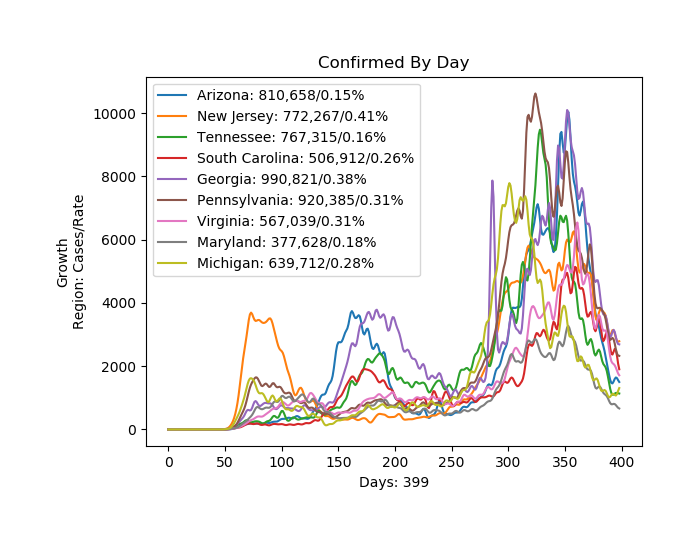 Confirmed By Day
Growth
Region: Cases/Rate
10000
8000
6000
4000
2000
0
Arizona: 810,658/0.15%
New Jersey: 772,267/0.41%
Tennessee: 767,315/0.16%
South Carolina: 506,912/0.26%
Georgia: 990,821/0.38%
Pennsylvania: 920,385/0.31%
Virginia: 567,039/0.31%
Maryland: 377,628/0.18%
Michigan: 639,712/0.28%
0 50 100 150 200 250 300 350 400
Days: 399